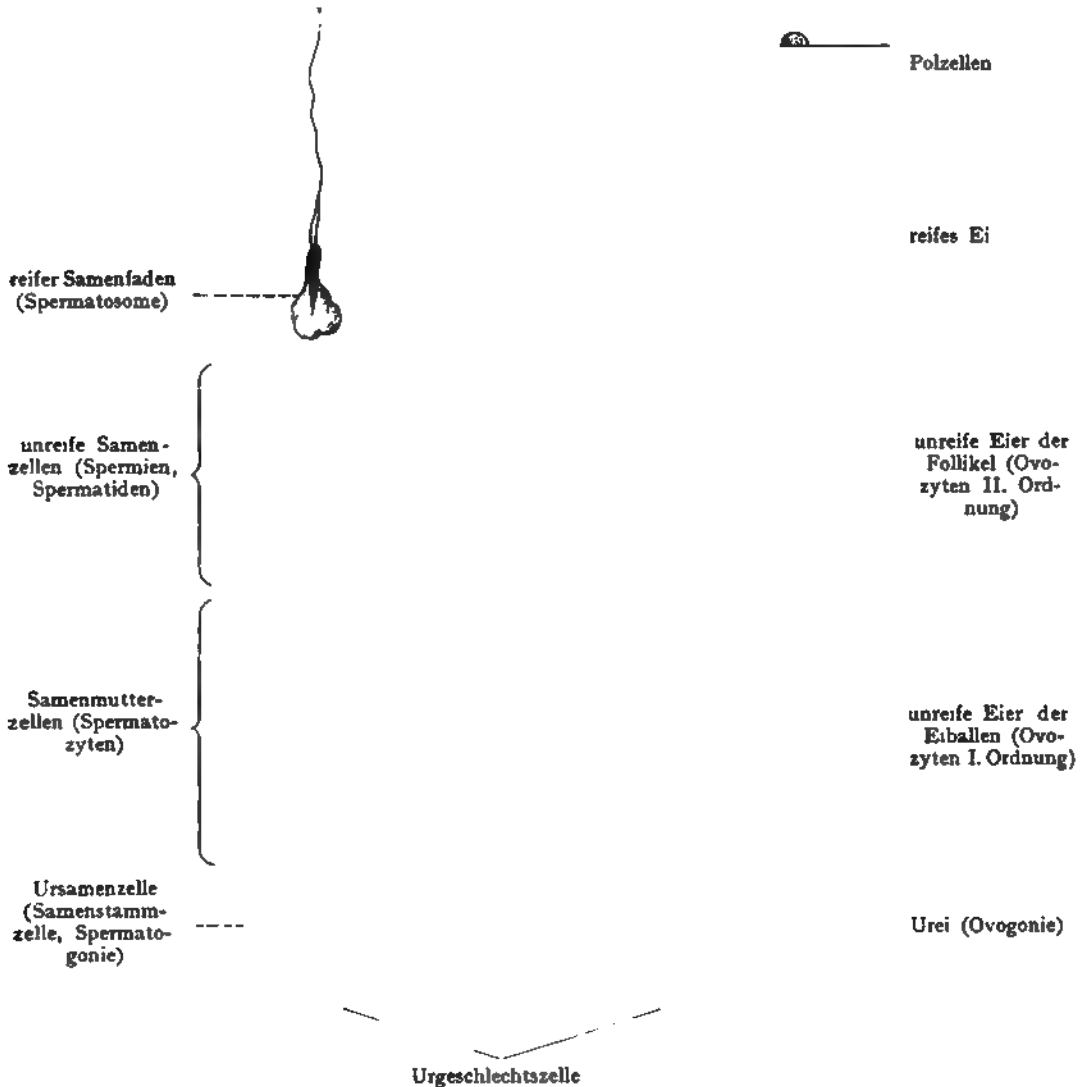 Polzellen
reifes Ei
reifer Samenfaden
(Spermatosome)
unreife Samen-
zellen (Spermien,
Spermatiden)
unreife Eier der
Follikel (Ovo-
zyten II. Ord-
nung)
Samenmutter-
zellen (Spermato-
zyten)
unreife Eier der
Eiballen (Ovo-
zyten I. Ordnung)
Ursamenzelle
(Samenstamm-
zelle, Spermato-
gonie)
Urei (Ovogonie)
Urgeschlechtszelle